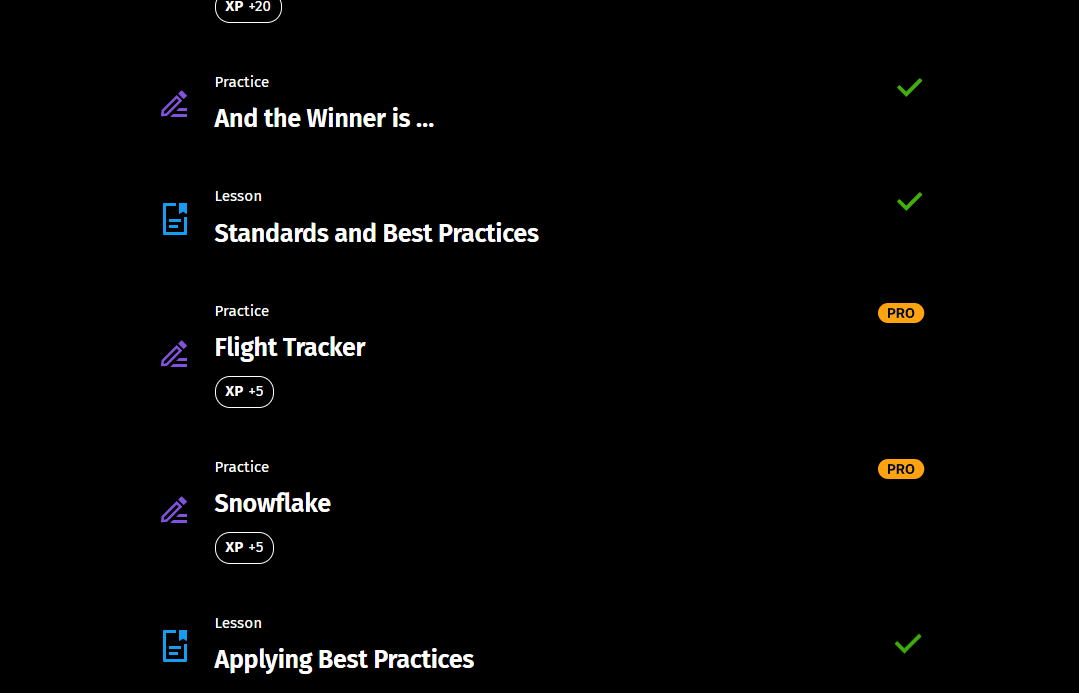 XP +20
Practice
And the Winner is ...
Lesson
Standards and Best Practices
Practice
PRO
Flight Tracker
XP +5
Practice
PRO
Snowflake
XP +5
Lesson
Applying Best Practices